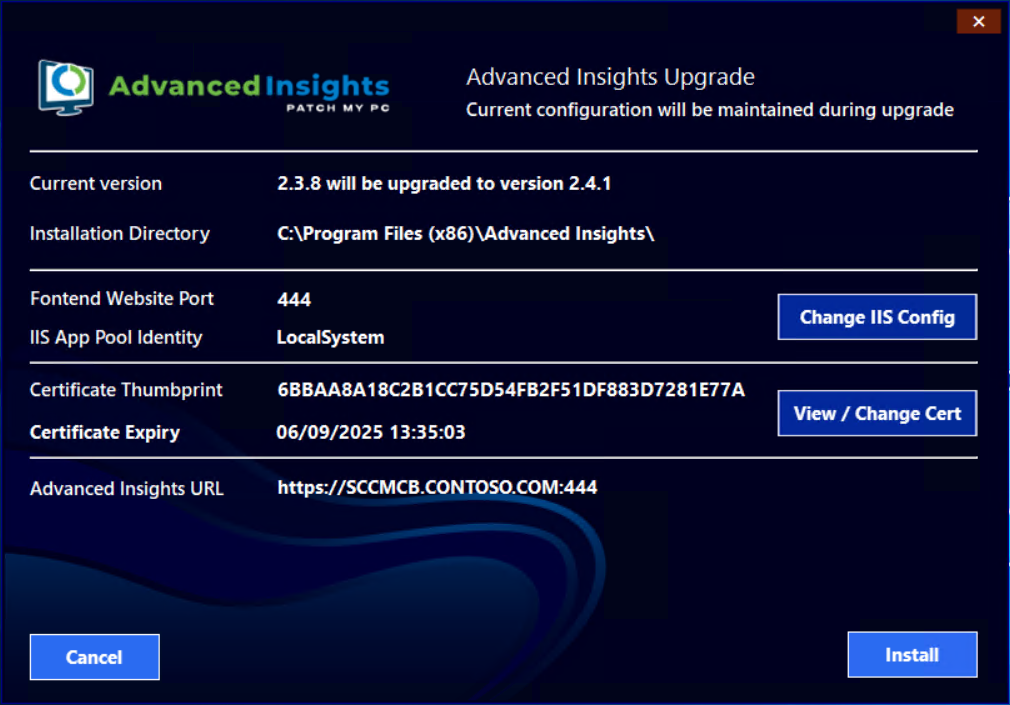 ✕
Advanced Insights
PATCH MY PC
Advanced Insights Upgrade
Current configuration will be maintained during upgrade
Current version 2.3.8 will be upgraded to version 2.4.1
Installation Directory C:\Program Files (x86)\Advanced Insights\
Fontend Website Port 444
IIS App Pool Identity LocalSystem
Change IIS Config
Certificate Thumbprint 6BBAA8A18C2B1CC75D54FB2F51DF883D7281E77A
Certificate Expiry 06/09/2025 13:35:03
View / Change Cert
Advanced Insights URL https://SCCMCB.CONTOSO.COM:444
Cancel
Install